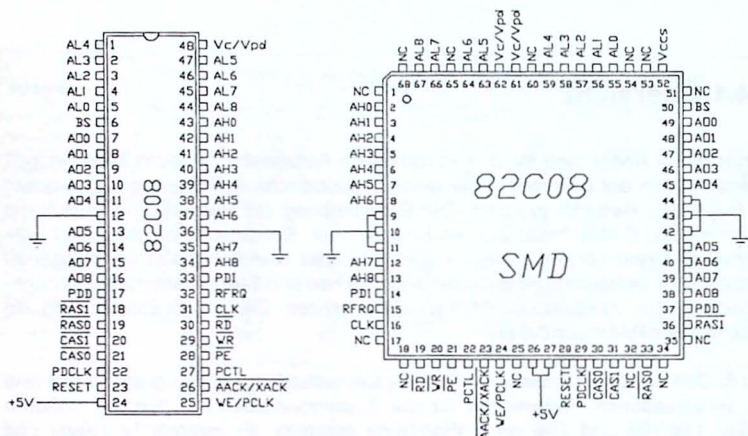 AL4 1 48 Vc/Vpd
AL3 2 47 AL5
AL2 3 46 AL6
AL1 4 45 AL7
AL0 5 44 AL8
BS 6 43 AH0
AD0 7 42 AH1
AD1 8 41 AH2
AD2 9 40 AH3
AD3 10 39 AH4
AD4 11 38 AH5
12 37 AH6
AD5 13 36
AD6 14 35 AH7
AD7 15 34 AH8
AD8 16 33 PDI
PDD 17 32 RFRQ
RAS1 18 31 CLK
RAS0 19 30 RD
CAS1 20 29 WR
CAS0 21 28 PE
PDCLK 22 27 PCTL
RESET 23 26 AACK/XACK
+5V 24 25 WE/PCLK
82C08
NC AL8 AL7 NC AL6 AL5 Vc/Vpd Vc/Vpd NC AL4 AL3 AL2 AL1 AL0 NC NC Vccs
68 67 66 65 64 63 62 61 60 59 58 57 56 55 54 53 52
NC 1 51 NC
AH0 2 50 BS
AH1 3 49 AD0
AH2 4 48 AD1
AH3 5 47 AD2
AH4 6 46 AD3
AH5 7 45 AD4
AH6 8 44
9 43
10 42
11 41 AD5
AH7 12 40 AD6
AH8 13 39 AD7
PDI 14 38 AD8
RFRQ 15 37 PDD
CLK 16 36 RAS1
NC 17 35 NC
82C08
SMD
18 19 20 21 22 23 24 25 26 27 28 29 30 31 32 33 34
NC RD WR PE PCTL AACK/XACK WE/PCLK NC +5V RESET PDCLK CAS0 CAS1 NC RAS0 NC